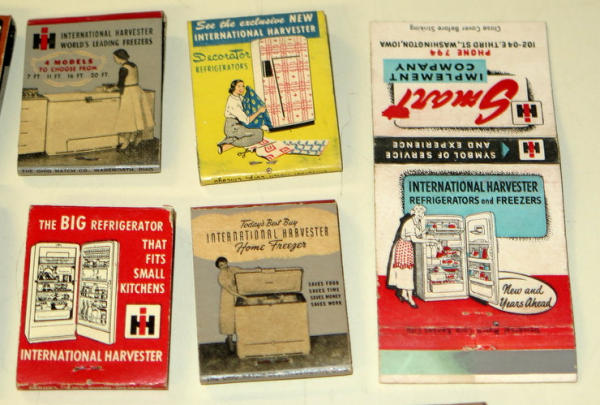 INTERNATIONAL HARVESTER
WORLD'S LEADING FREEZERS
4 MODELS
TO CHOOSE FROM
7 FT. 11 FT. 16 FT. 20 FT.
THE OHIO MATCH CO., WADSWORTH, OHIO
See the exclusive NEW
INTERNATIONAL HARVESTER
Decorator
REFRIGERATORS
THE BIG REFRIGERATOR
THAT
FITS
SMALL
KITCHENS
IH
INTERNATIONAL HARVESTER
Today's Best Buy
INTERNATIONAL HARVESTER
Home Freezer
SAVES FOOD
SAVES TIME
SAVES MONEY
SAVES WORK
Close Cover Before Striking
102-04 E. THIRD ST., WASHINGTON, IOWA
PHONE 794
IMPLEMENT
COMPANY
Smart
SYMBOL OF SERVICE
AND EXPERIENCE
INTERNATIONAL HARVESTER
REFRIGERATORS and FREEZERS
New and
Years Ahead